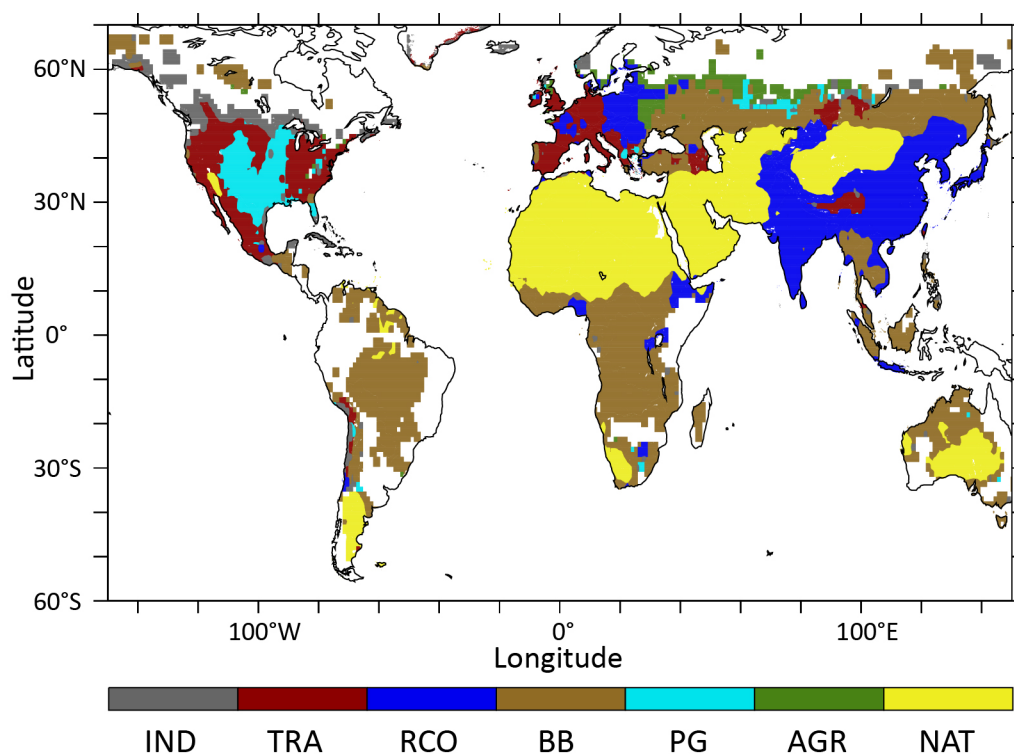 60°N
30°N
0°
30°S
60°S
Latitude
100°W 0° 100°E
Longitude
IND TRA RCO BB PG AGR NAT